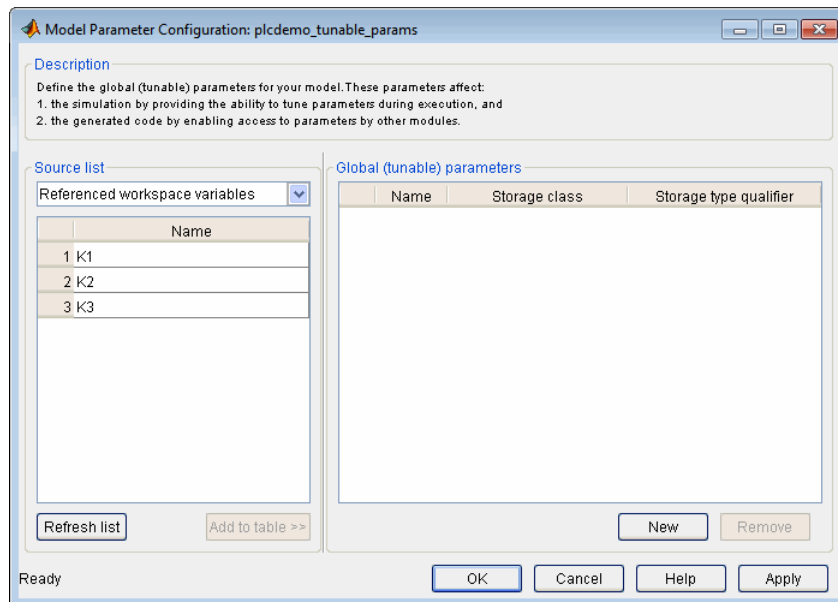 Model Parameter Configuration: plcdemo_tunable_params
Description
Define the global (tunable) parameters for your model.These parameters affect:
1. the simulation by providing the ability to tune parameters during execution, and
2. the generated code by enabling access to parameters by other modules.
Source list
Referenced workspace variables
Name
1 K1
2 K2
3 K3
Refresh list
Add to table >>
Global (tunable) parameters
Name Storage class Storage type qualifier
New Remove
Ready
OK Cancel Help Apply